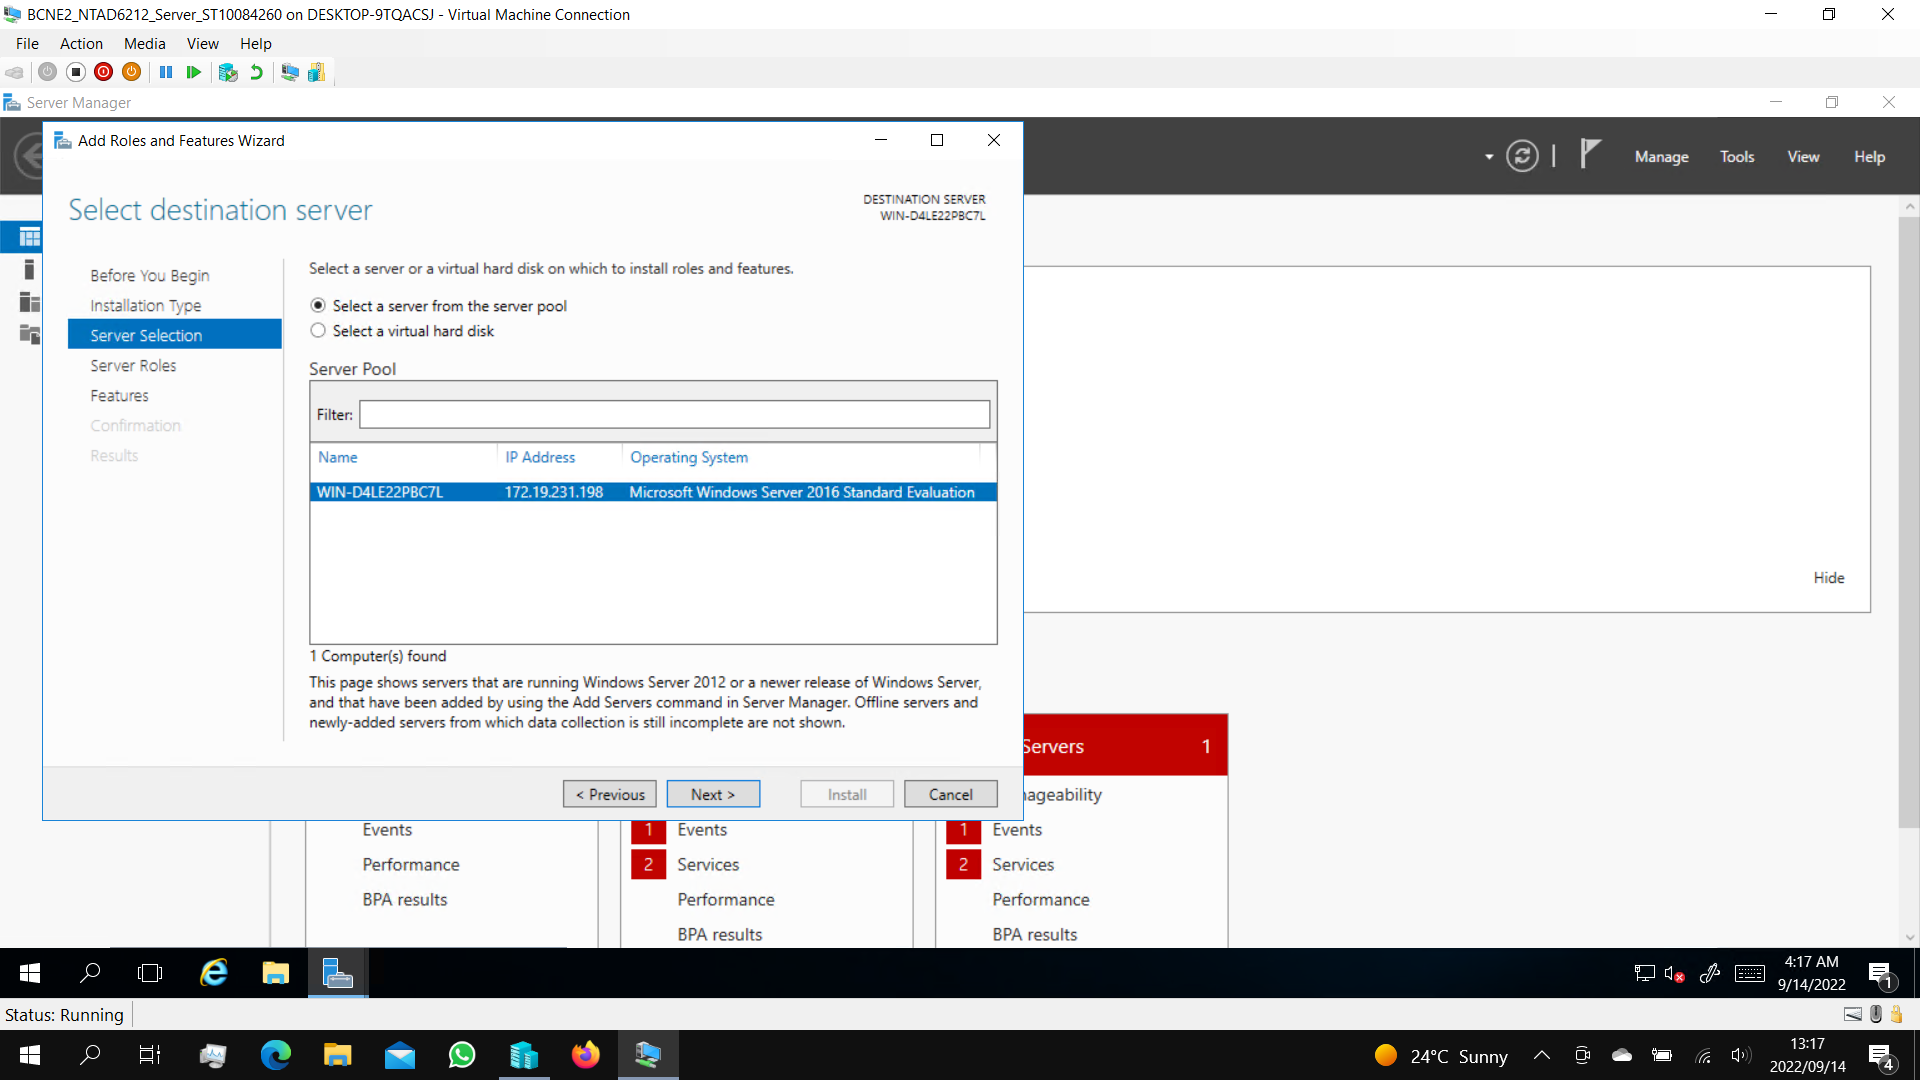 BCNE2_NTAD6212_Server_ST10084260 on DESKTOP-9TQACSJ - Virtual Machine Connection
File Action Media View Help
Server Manager
Add Roles and Features Wizard
Manage Tools View Help
Select destination server
DESTINATION SERVER
WIN-D4LE22PBC7L
Before You Begin
Installation Type
Server Selection
Server Roles
Features
Confirmation
Results
Select a server or a virtual hard disk on which to install roles and features.
Select a server from the server pool
Select a virtual hard disk
Server Pool
Filter:
Name IP Address Operating System
WIN-D4LE22PBC7L 172.19.231.198 Microsoft Windows Server 2016 Standard Evaluation
1 Computer(s) found
This page shows servers that are running Windows Server 2012 or a newer release of Windows Server,
and that have been added by using the Add Servers command in Server Manager. Offline servers and
newly-added servers from which data collection is still incomplete are not shown.
< Previous Next > Install Cancel
Hide
Servers 1
nageability
Events
Performance
BPA results
1 Events
2 Services
Performance
BPA results
1 Events
2 Services
Performance
BPA results
4:17 AM
9/14/2022
1
Status: Running
24°C Sunny
13:17
2022/09/14
4